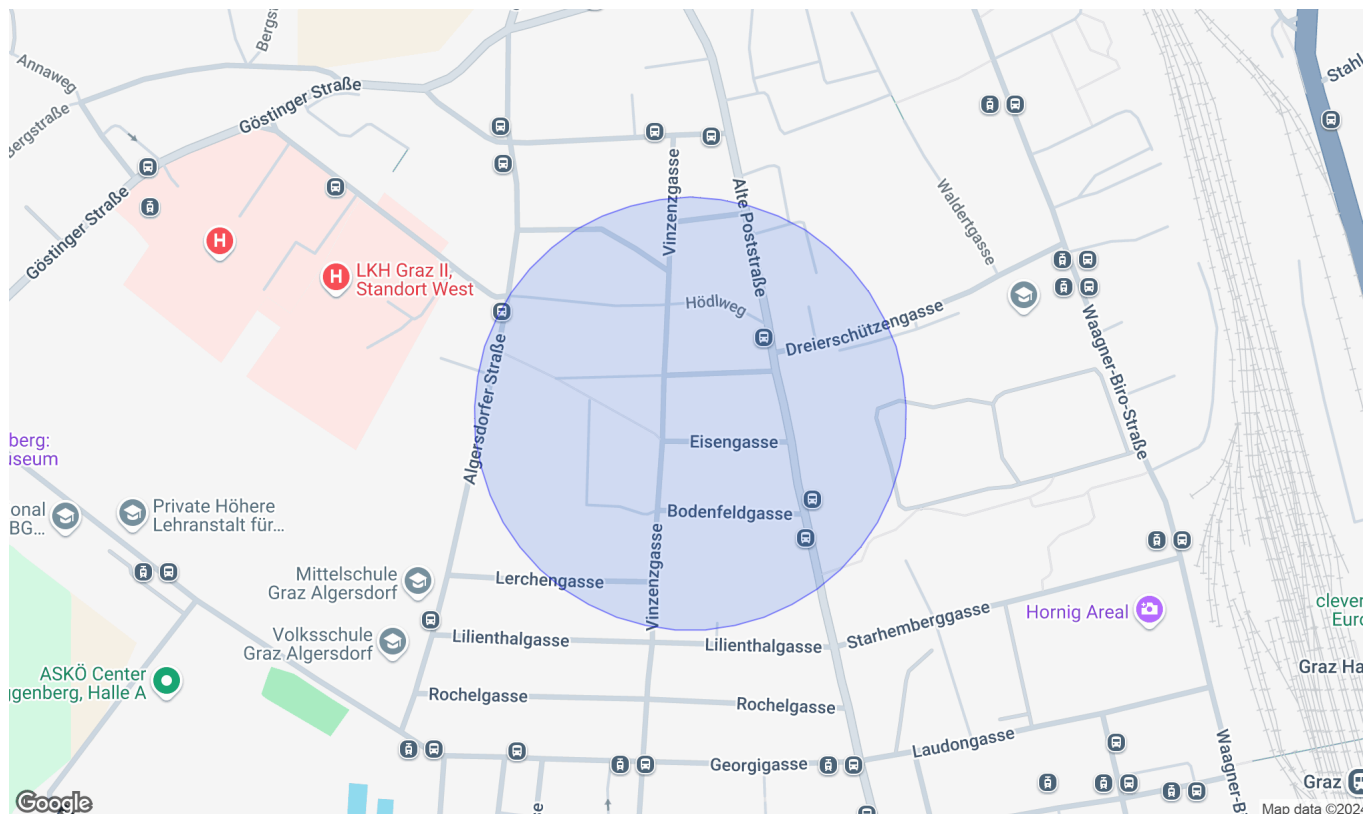 Annaweg
Bergs
Göstinger Straße
Bergstraße
Stahl
Göstinger Straße
Vinzenzgasse
Alte Poststraße
Waldertgasse
LKH Graz II,
Standort West
Hödlweg
Dreierschützengasse
Waagner-Biro-Straße
Algersdorfer Straße
berg:
useum
Eisengasse
onal
BG...
Private Höhere
Lehranstalt für...
Bodenfeldgasse
Vinzenzgasse
Mittelschule
Graz Algersdorf
Lerchengasse
Hornig Areal
clever
Euro
Volksschule
Graz Algersdorf
Lilienthalgasse
Lilienthalgasse
Starhemberggasse
ASKÖ Center
ggenberg, Halle A
Graz Ha
Rochelgasse
Rochelgasse
Laudongasse
Waagner-B
Georgigasse
Graz
Google
Map data ©2024